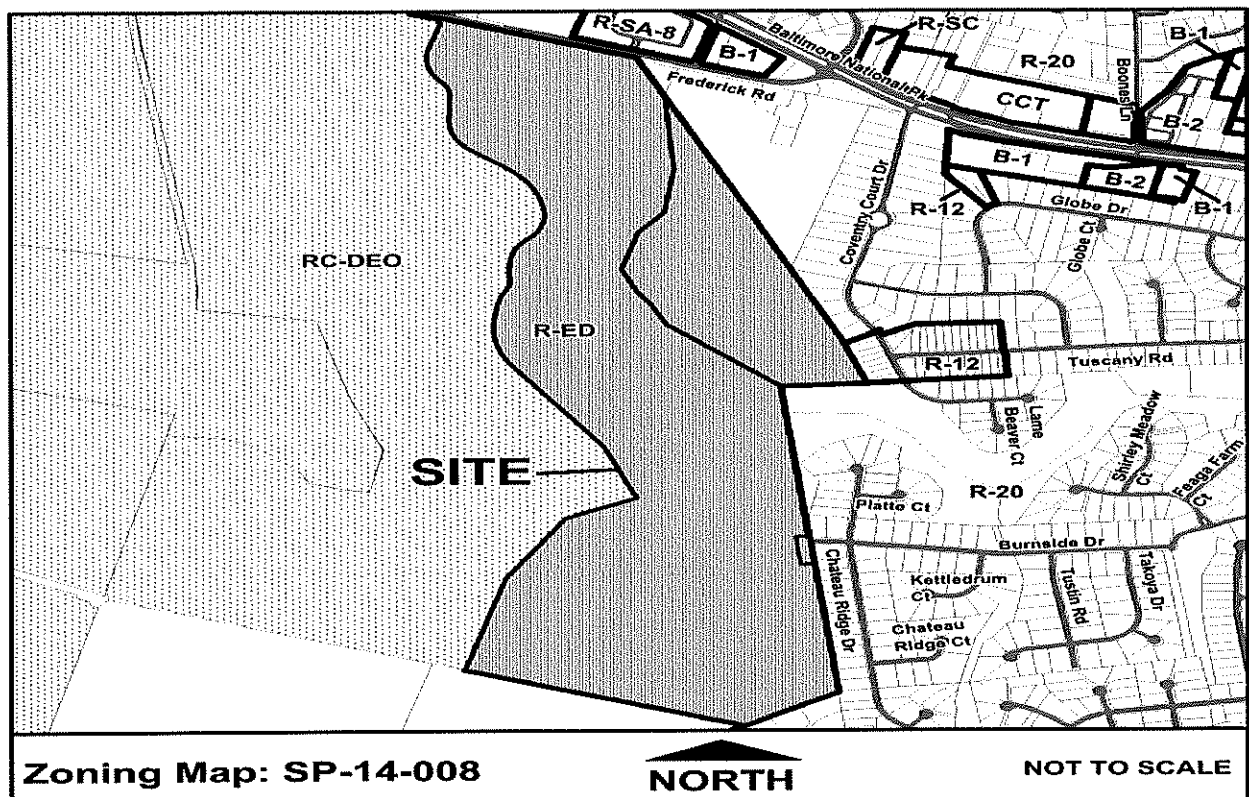 R-SA-8
B-1
R-SC
Baltimore National Pk
R-20
B-1
Boones Ln
Frederick Rd
CCT
B-2
B-1
B-2
B-1
R-12
Globe Dr
Globe Ct
Coventry Court Dr
RC-DEO
R-ED
R-12
Tuscany Rd
Lame
Beaver Ct
Shirley Meadow
Ct
Feaga Farm
Ct
SITE
R-20
Platte Ct
Burnside Dr
Chateau Ridge Dr
Kettledrum
Ct
Tustin Rd
Takoya Dr
Chateau
Ridge Ct
Zoning Map: SP-14-008
NORTH
NOT TO SCALE